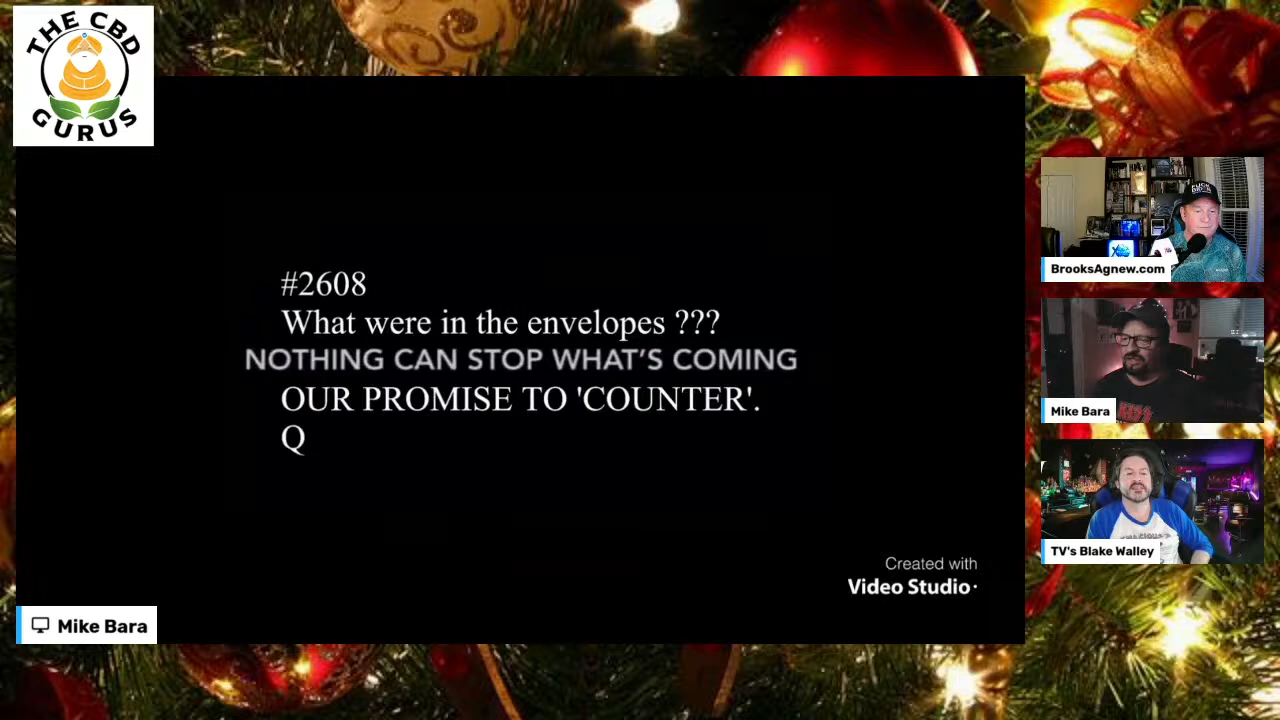 THE CBD
GURUS
#2608
What were in the envelopes ???
NOTHING CAN STOP WHAT'S COMING
OUR PROMISE TO 'COUNTER'.
Q
Created with
Video Studio
Mike Bara
BrooksAgnew.com
Mike Bara
KISS
TV's Blake Walley